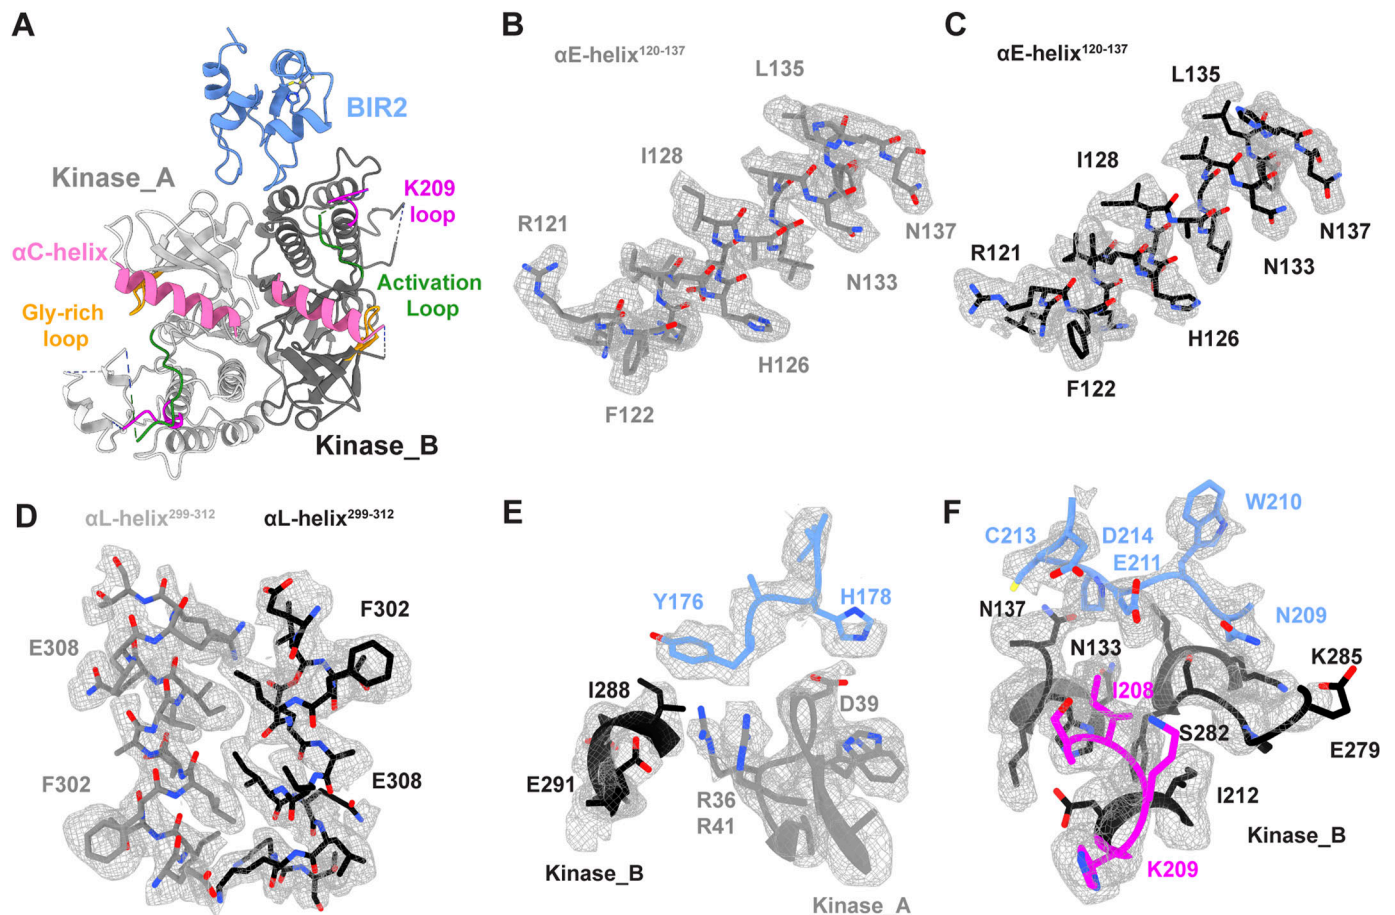 A
BIR2
Kinase_A
K209
loop
αC-helix
Activation
Loop
Gly-rich
loop
Kinase_B
B
αE-helix120-137
L135
I128
R121
N137
N133
H126
F122
C
αE-helix120-137
L135
I128
R121
N137
N133
H126
F122
D
αL-helix299-312
αL-helix299-312
F302
E308
F302
E308
E
Y176
H178
I288
D39
E291
R36
R41
Kinase_B
Kinase_A
F
W210
C213
D214
E211
N137
N209
N133
K285
I208
S282
E279
I212
Kinase_B
K209